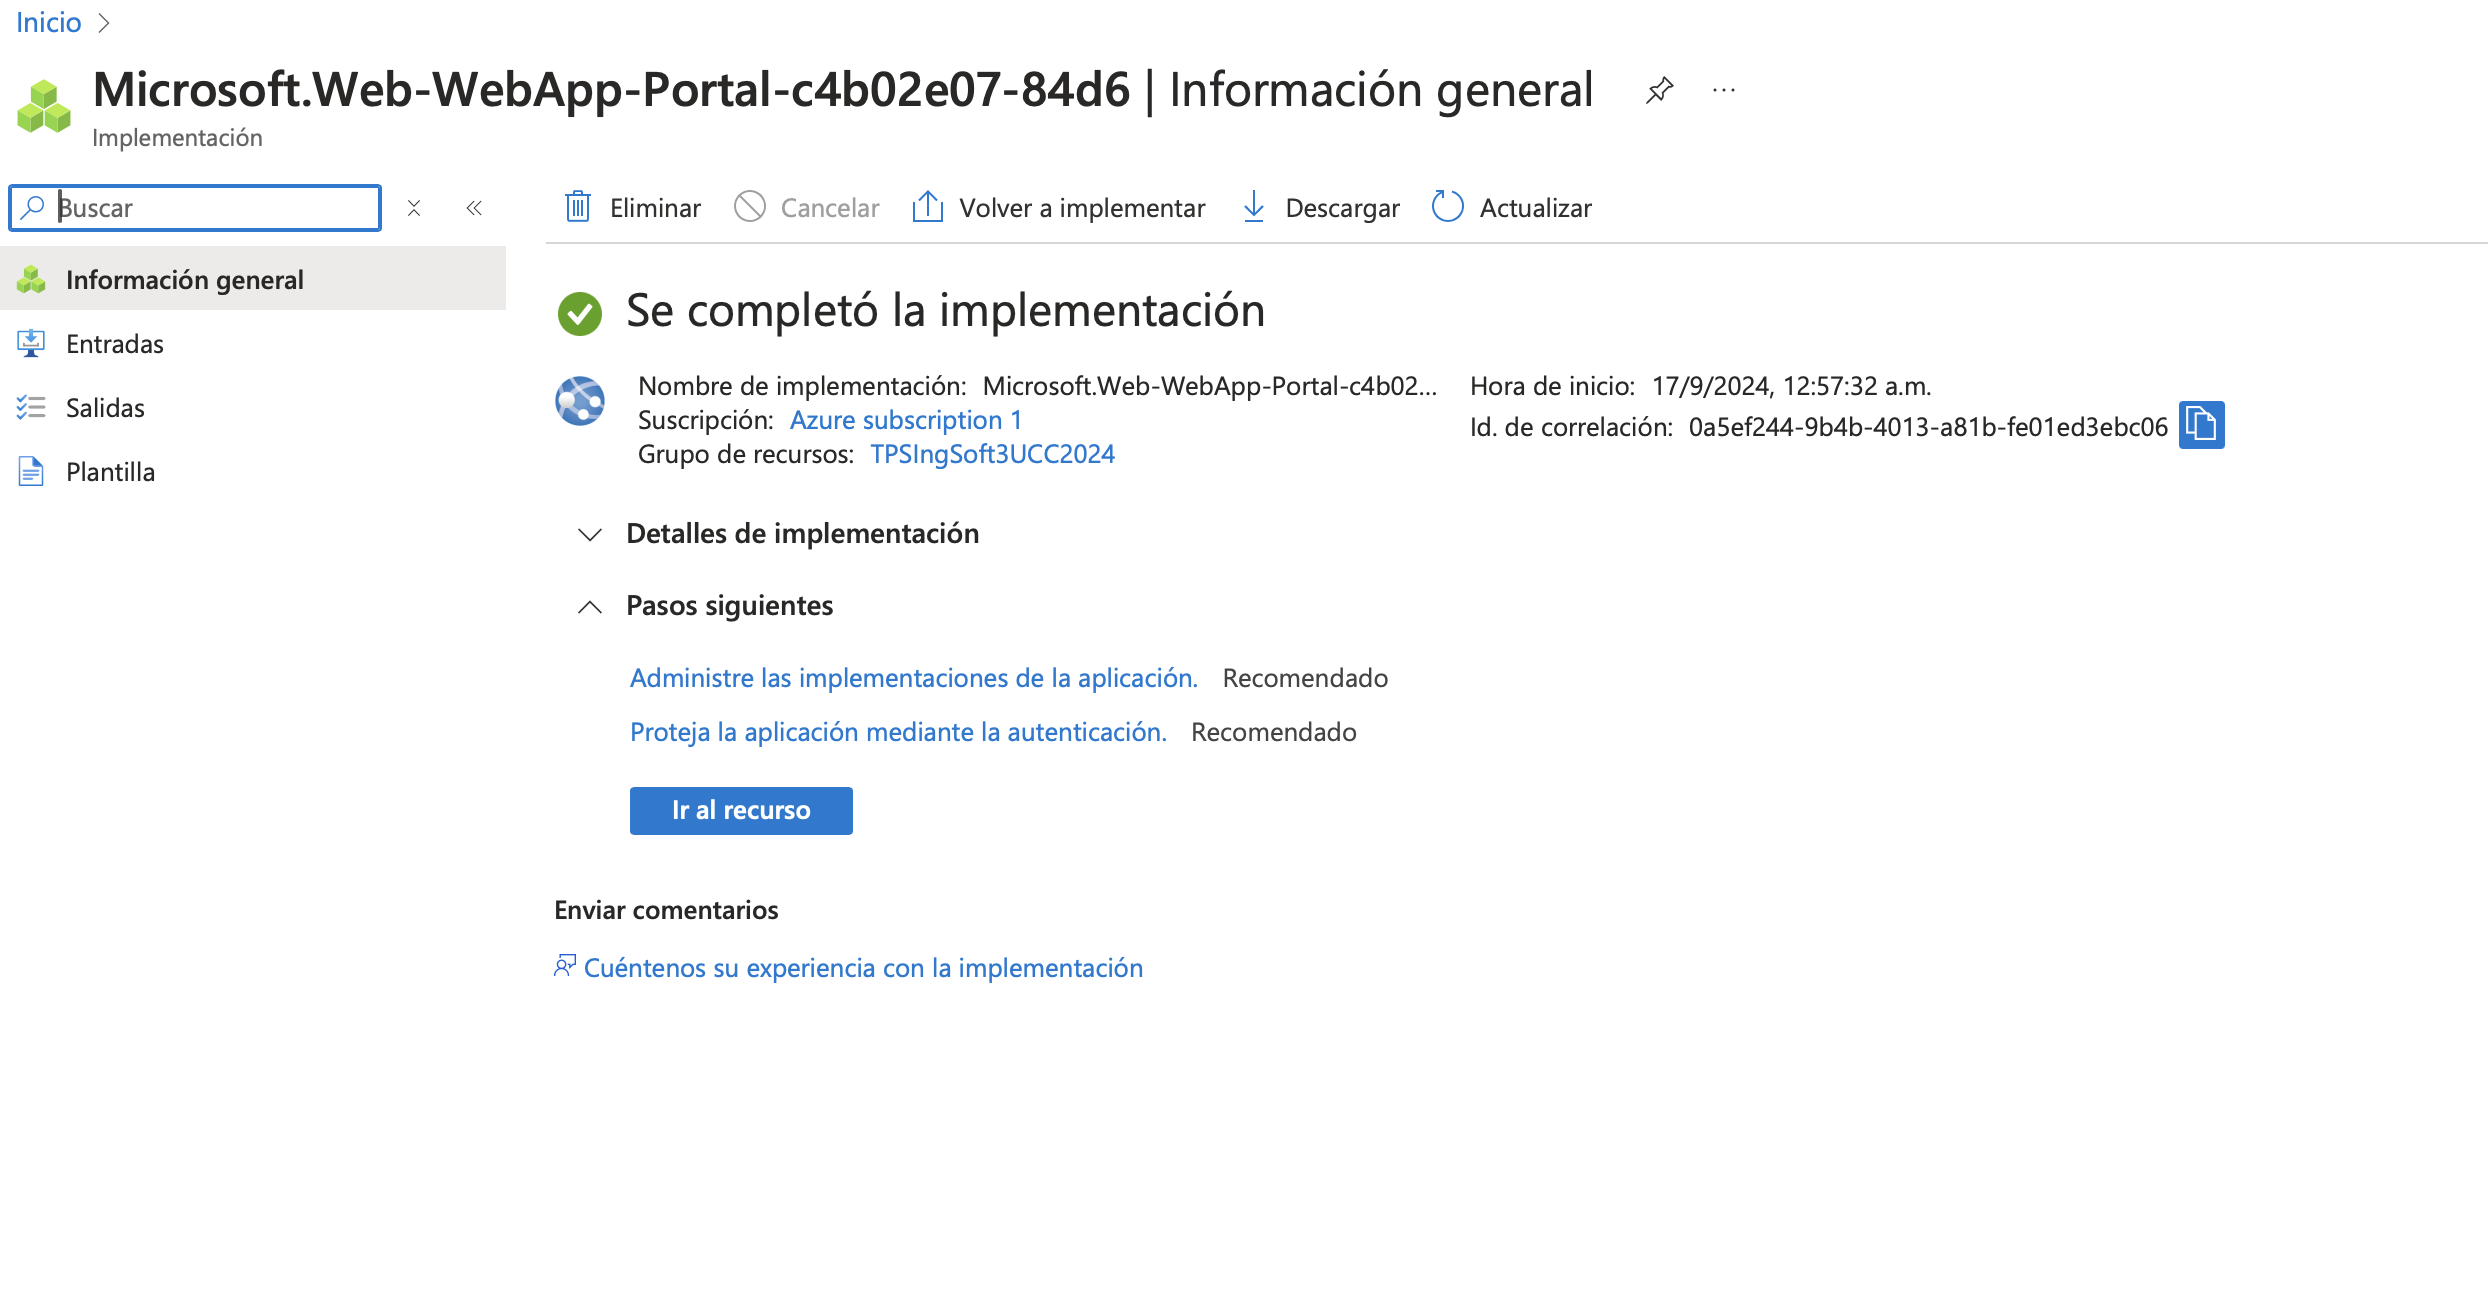 Inicio
Microsoft.Web-WebApp-Portal-c4b02e07-84d6 | Información general
Implementación
Buscar
Eliminar Cancelar Volver a implementar Descargar Actualizar
Información general
Entradas
Salidas
Plantilla
Se completó la implementación
Nombre de implementación: Microsoft.Web-WebApp-Portal-c4b02...
Suscripción: Azure subscription 1
Grupo de recursos: TPSIngSoft3UCC2024
Hora de inicio: 17/9/2024, 12:57:32 a.m.
Id. de correlación: 0a5ef244-9b4b-4013-a81b-fe01ed3ebc06
Detalles de implementación
Pasos siguientes
Administre las implementaciones de la aplicación. Recomendado
Proteja la aplicación mediante la autenticación. Recomendado
Ir al recurso
Enviar comentarios
Cuéntenos su experiencia con la implementación